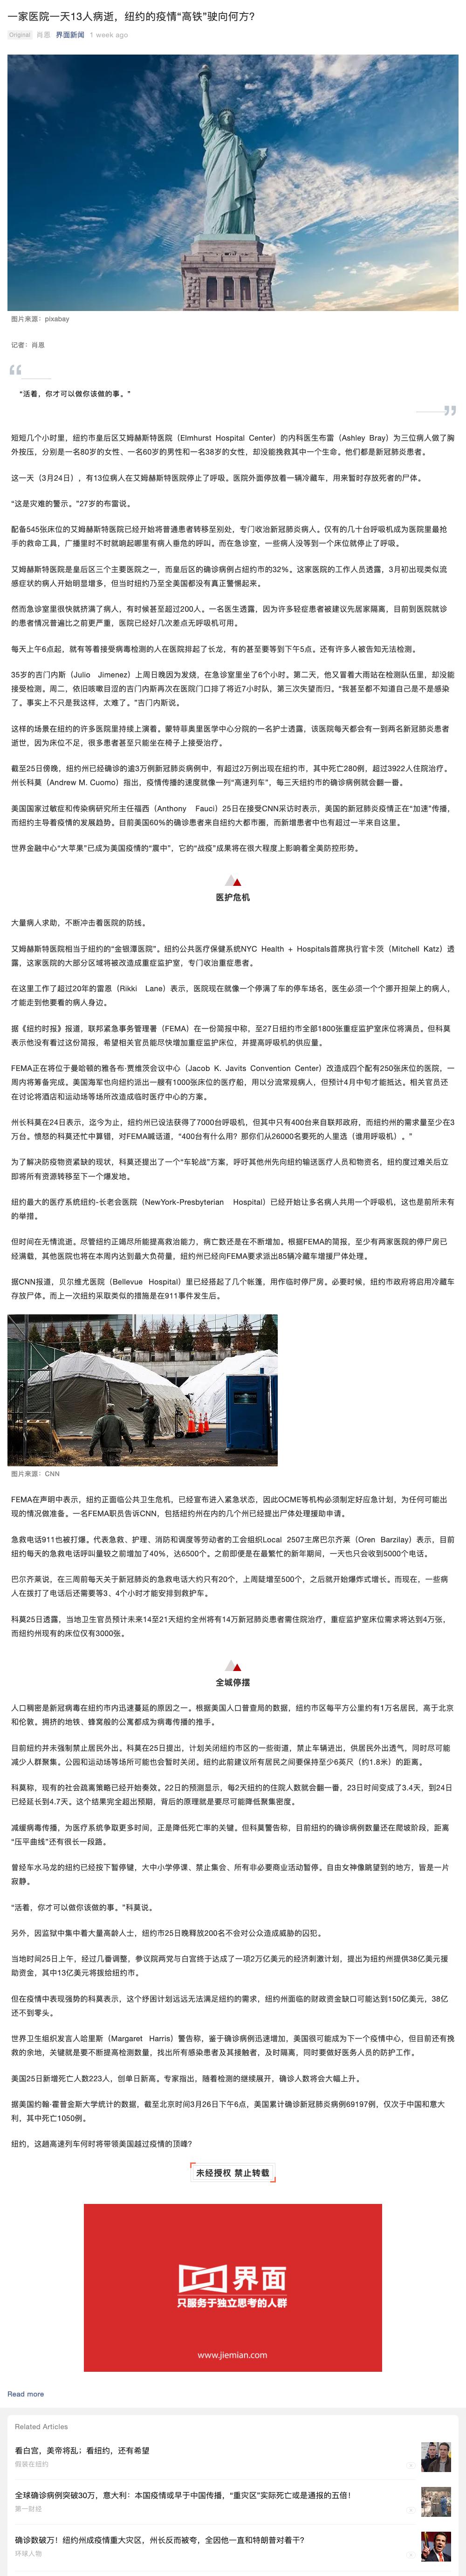 一家医院一天13人病逝，纽约的疫情“高铁”驶向何方？
Original 肖恩 界面新闻 1 week ago
图片来源：pixabay
记者：肖恩
“活着，你才可以做你该做的事。”
短短几个小时里，纽约市皇后区艾姆赫斯特医院（Elmhurst Hospital Center）的内科医生布雷（Ashley Bray）为三位病人做了胸
外按压，分别是一名80岁的女性、一名60岁的男性和一名38岁的女性，却没能挽救其中一个生命。他们都是新冠肺炎患者。
这一天（3月24日），有13位病人在艾姆赫斯特医院停止了呼吸。医院外面停放着一辆冷藏车，用来暂时存放死者的尸体。
“这是灾难的警示。”27岁的布雷说。
配备545张床位的艾姆赫斯特医院已经开始将普通患者转移至别处，专门收治新冠肺炎病人。仅有的几十台呼吸机成为医院里最抢
手的救命工具，广播里时不时就响起哪里有病人垂危的呼叫。而在急诊室，一些病人没等到一个床位就停止了呼吸。
艾姆赫斯特医院是皇后区三个主要医院之一，而皇后区的确诊病例占纽约市的32%。这家医院的工作人员透露，3月初出现类似流
感症状的病人开始明显增多，但当时纽约乃至全美国都没有真正警惕起来。
然而急诊室里很快就挤满了病人，有时候甚至超过200人。一名医生透露，因为许多轻症患者被建议先居家隔离，目前到医院就诊
的患者情况普遍比之前更严重，医院已经好几次差点无呼吸机可用。
每天上午6点起，就有等着接受病毒检测的人在医院排起了长龙，有的甚至要等到下午5点。还有许多人被告知无法检测。
35岁的吉门内斯（Julio Jimenez）上周日晚因为发烧，在急诊室里坐了6个小时。第二天，他又冒着大雨站在检测队伍里，却没能
接受检测。周二，依旧咳嗽目涩的吉门内斯再次在医院门口排了将近7小时队，第三次失望而归。“我甚至都不知道自己是不是感染
了。事实上不只是我这样，太难了。”吉门内斯说。
这样的场景在纽约的许多医院里持续上演着。蒙特菲奥里医学中心分院的一名护士透露，该医院每天都会有一到两名新冠肺炎患者
逝世，因为床位不足，很多患者甚至只能坐在椅子上接受治疗。
截至25日傍晚，纽约州已经确诊的逾3万例新冠肺炎病例中，有超过2万例出现在纽约市，其中死亡280例，超过3922人住院治疗。
州长科莫（Andrew M. Cuomo）指出，疫情传播的速度就像一列“高速列车”，每三天纽约市的确诊病例就会翻一番。
美国国家过敏症和传染病研究所主任福西（Anthony Fauci）25日在接受CNN采访时表示，美国的新冠肺炎疫情正在“加速”传播，
而纽约主导着疫情的发展趋势。目前美国60%的确诊患者来自纽约大都市圈，而新增患者中也有超过一半来自这里。
世界金融中心“大苹果”已成为美国疫情的“震中”，它的“战疫”成果将在很大程度上影响着全美防控形势。
医护危机
大量病人求助，不断冲击着医院的防线。
艾姆赫斯特医院相当于纽约的“金银潭医院”。纽约公共医疗保健系统NYC Health + Hospitals首席执行官卡茨（Mitchell Katz）透
露，这家医院的大部分区域将被改造成重症监护室，专门收治重症患者。
在这里工作了超过20年的雷恩（Rikki Lane）表示，医院现在就像一个停满了车的停车场名，医生必须一个个挪开担架上的病人，
才能走到他要看的病人身边。
据《纽约时报》报道，联邦紧急事务管理署（FEMA）在一份简报中称，至27日纽约市全部1800张重症监护室床位将满员。但科莫
表示他没有看过这份简报，希望相关官员能尽快增加重症监护床位，并提高呼吸机的供应量。
FEMA正在将位于曼哈顿的雅各布·贾维茨会议中心（Jacob K. Javits Convention Center）改造成四个配有250张床位的医院，一
周内将筹备完成。美国海军也向纽约派出一艘有1000张床位的医疗船，用以分流常规病人，但预计4月中旬才能抵达。相关官员还
在讨论将酒店和运动场等场所改造成临时医疗中心的方案。
州长科莫在24日表示，迄今为止，纽约州已设法获得了7000台呼吸机，但其中只有400台来自联邦政府，而纽约州的需求量至少在3
万台。愤怒的科莫还忙中算错，对FEMA喊话道，“400台有什么用？那你们从26000名要死的人里选（谁用呼吸机）。”
为了解决防疫物资紧缺的现状，科莫还提出了一个“车轮战”方案，呼吁其他州先向纽约输送医疗人员和物资名，纽约度过难关后立
即将所有资源转移至下一个爆发地。
纽约最大的医疗系统纽约-长老会医院（NewYork-Presbyterian Hospital）已经开始让多名病人共用一个呼吸机，这也是前所未有
的举措。
但时间在无情流逝。尽管纽约正竭尽所能提高救治能力，病亡数还是在不断增加。根据FEMA的简报，至少有两家医院的停尸房已
经满载，其他医院也将在本周内达到最大负荷量，纽约州已经向FEMA要求派出85辆冷藏车增援尸体处理。
据CNN报道，贝尔维尤医院（Bellevue Hospital）里已经搭起了几个帐篷，用作临时停尸房。必要时候，纽约市政府将启用冷藏车
存放尸体。而上一次纽约采取类似的措施是在911事件发生后。
图片来源：CNN
FEMA在声明中表示，纽约正面临公共卫生危机，已经宣布进入紧急状态，因此OCME等机构必须制定好应急计划，为任何可能出
现的情况做准备。一名FEMA职员告诉CNN，包括纽约州在内的几个州已经提出尸体处理援助申请。
急救电话911也被打爆。代表急救、护理、消防和调度等劳动者的工会组织Local 2507主席巴尔齐莱（Oren Barzilay）表示，目前
纽约每天的急救电话呼叫量较之前增加了40%，达6500个。之前即便是在最繁忙的新年期间，一天也只会收到5000个电话。
巴尔齐莱说，在三周前每天关于新冠肺炎的急救电话大约只有20个，上周陡增至500个，之后就开始爆炸式增长。而现在，一些病
人在拨打了电话后还需要等3、4个小时才能安排到救护车。
科莫25日透露，当地卫生官员预计未来14至21天纽约全州将有14万新冠肺炎患者需住院治疗，重症监护室床位需求将达到4万张，
而纽约州现有的床位仅有3000张。
全城停摆
人口稠密是新冠病毒在纽约市内迅速蔓延的原因之一。根据美国人口普查局的数据，纽约市区每平方公里约有1万名居民，高于北京
和伦敦。拥挤的地铁、蜂窝般的公寓都成为病毒传播的推手。
目前纽约并未强制禁止居民外出。科莫在25日提出，计划关闭纽约市区的一些街道，禁止车辆进出，供居民外出透气，同时尽可能
减少人群聚集。公园和运动场等场所可能也会暂时关闭。纽约此前建议所有居民之间要保持至少6英尺（约1.8米）的距离。
科莫称，现有的社会疏离策略已经开始奏效。22日的预测显示，每2天纽约的住院人数就会翻一番，23日时间变成了3.4天，到24日
已经延长到4.7天。这个结果完全超出预期，背后的原理就是要尽可能降低聚集密度。
减缓病毒传播，为医疗系统争取更多时间，正是降低死亡率的关键。但科莫警告称，目前纽约的确诊病例数量还在爬坡阶段，距离
“压平曲线”还有很长一段路。
曾经车水马龙的纽约已经按下暂停键，大中小学停课、禁止集会、所有非必要商业活动暂停。自由女神像眺望到的地方，皆是一片
寂静。
“活着，你才可以做你该做的事。”科莫说。
另外，因监狱中集中着大量高龄人士，纽约市25日晚释放200名不会对公众造成威胁的囚犯。
当地时间25日上午，经过几番调整，参议院两党与白宫终于达成了一项2万亿美元的经济刺激计划，提出为纽约州提供38亿美元援
助资金，其中13亿美元将拨给纽约市。
但在疫情中表现强势的科莫表示，这个纾困计划远远无法满足纽约的需求，纽约州面临的财政资金缺口可能达到150亿美元，38亿
还不到零头。
世界卫生组织发言人哈里斯（Margaret Harris）警告称，鉴于确诊病例迅速增加，美国很可能成为下一个疫情中心，但目前还有挽
救的余地，关键就是要不断提高检测数量，找出所有感染患者及其接触者，及时隔离，同时要做好医务人员的防护工作。
美国25日新增死亡人数223人，创单日新高。专家指出，随着检测的继续展开，确诊人数将会大幅上升。
据美国约翰·霍普金斯大学统计的数据，截至北京时间3月26日下午6点，美国累计确诊新冠肺炎病例69197例，仅次于中国和意大
利，其中死亡1050例。
纽约，这趟高速列车何时将带领美国越过疫情的顶峰？
未经授权 禁止转载
界面
只服务于独立思考的人群
www.jiemian.com
Read more
Related Articles
看白宫，美帝将乱；看纽约，还有希望
假装在纽约
全球确诊病例突破30万，意大利：本国疫情或早于中国传播，“重灾区”实际死亡或是通报的五倍！
第一财经
确诊数破万！纽约州成疫情重大灾区，州长反而被夸，全因他一直和特朗普对着干？
环球人物